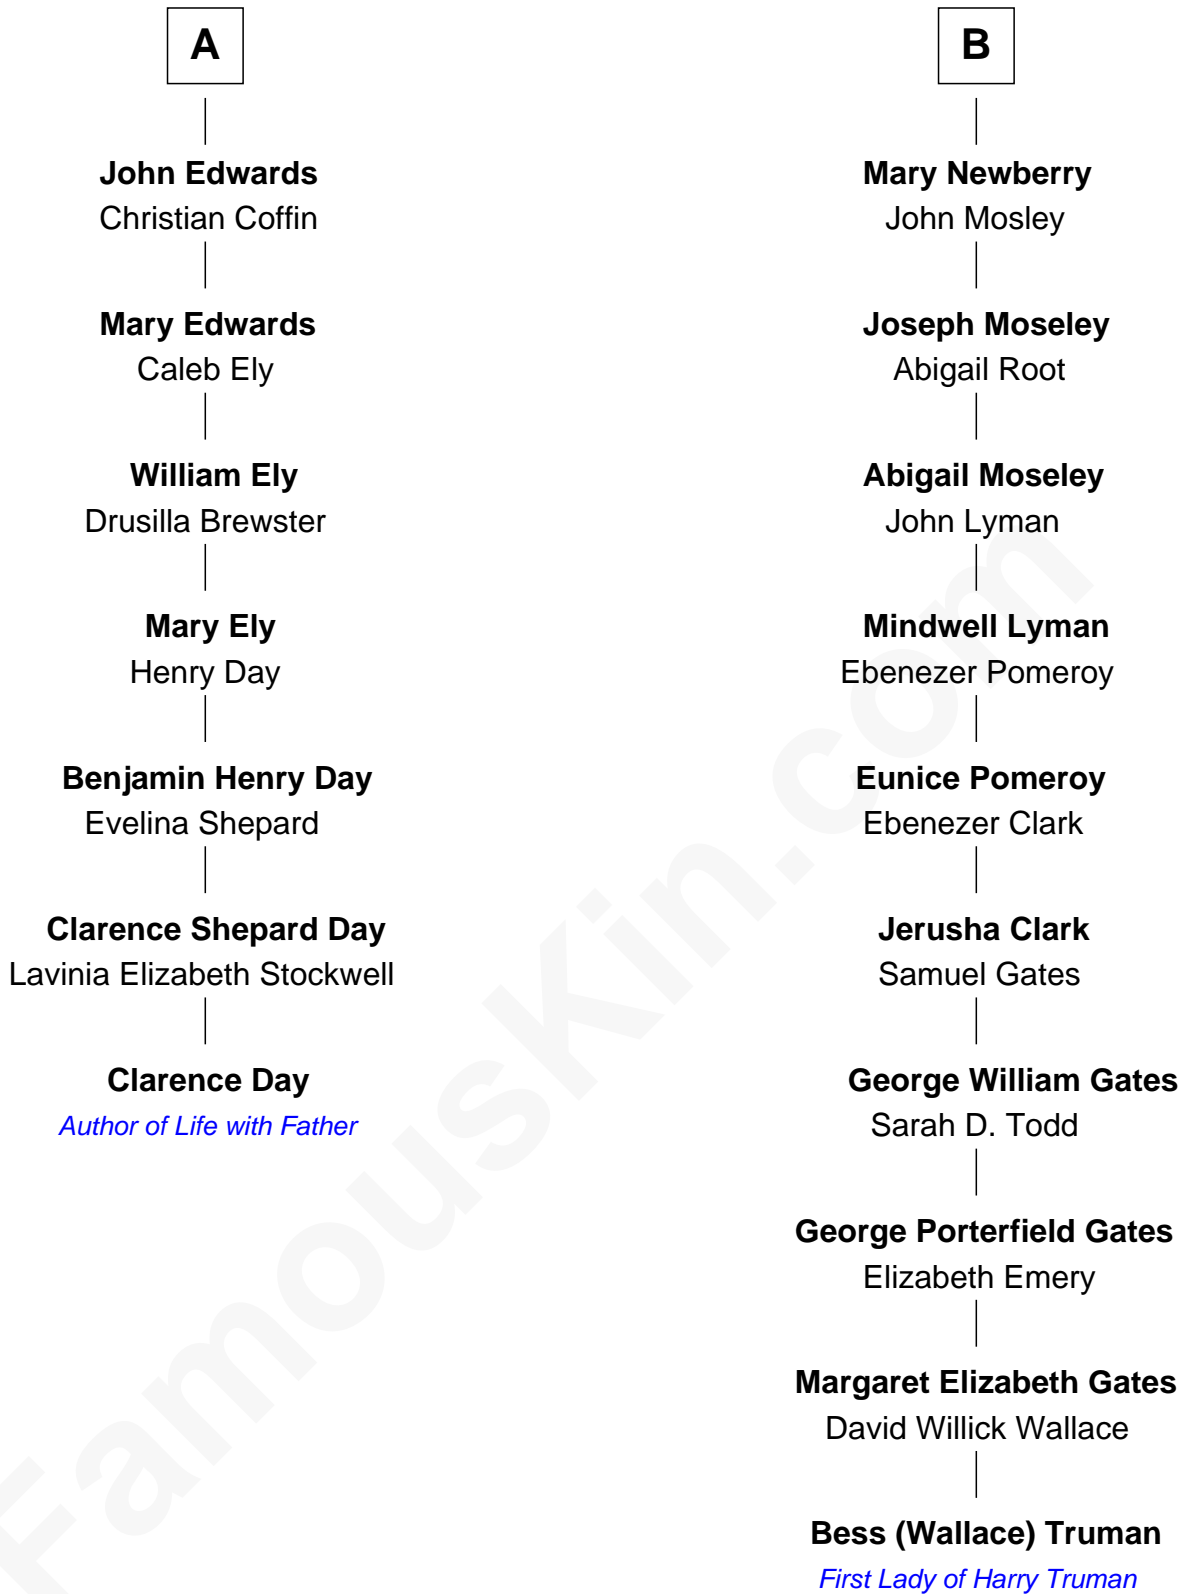 A
John Edwards
Christian Coffin
Mary Edwards
Caleb Ely
William Ely
Drusilla Brewster
Mary Ely
Henry Day
Benjamin Henry Day
Evelina Shepard
Clarence Shepard Day
Lavinia Elizabeth Stockwell
Clarence Day
Author of Life with Father
B
Mary Newberry
John Mosley
Joseph Moseley
Abigail Root
Abigail Moseley
John Lyman
Mindwell Lyman
Ebenezer Pomeroy
Eunice Pomeroy
Ebenezer Clark
Jerusha Clark
Samuel Gates
George William Gates
Sarah D. Todd
George Porterfield Gates
Elizabeth Emery
Margaret Elizabeth Gates
David Willick Wallace
Bess (Wallace) Truman
First Lady of Harry Truman
FamousKin.com